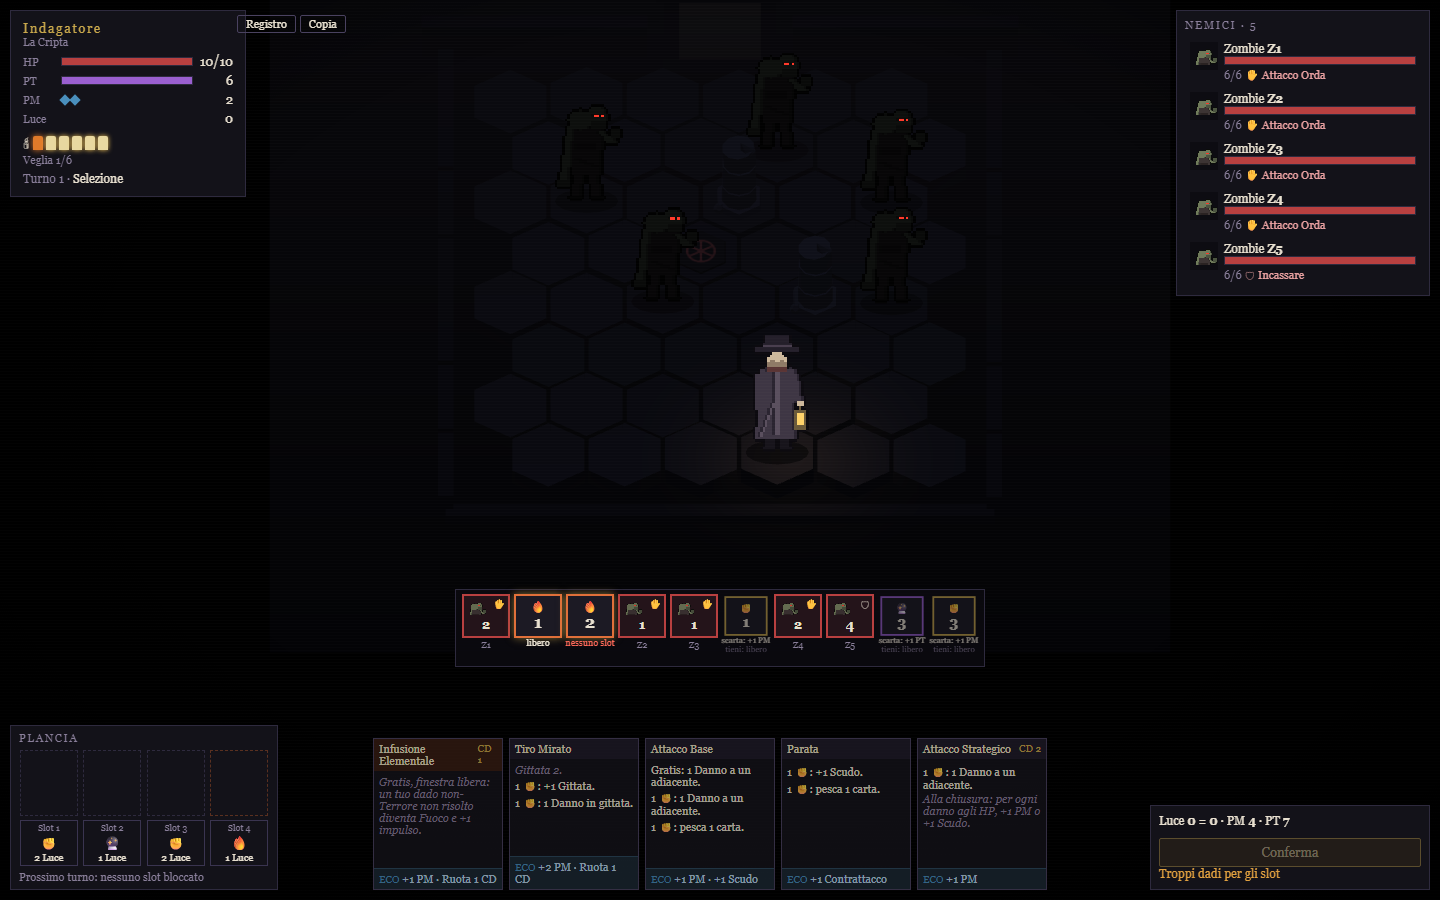 Indagatore
La Cripta
HP 10/10
PT 6
PM 2
Luce 0
Veglia 1/6
Turno 1 · Selezione
Registro
Copia
NEMICI · 5
Zombie Z1
6/6 Attacco Orda
Zombie Z2
6/6 Attacco Orda
Zombie Z3
6/6 Attacco Orda
Zombie Z4
6/6 Attacco Orda
Zombie Z5
6/6 Incassare
2
Z1
1
libero
2
nessuno slot
1
Z2
1
Z3
1
scarta: +1 PM
tieni: libero
2
Z4
4
Z5
3
scarta: +1 PT
tieni: libero
3
scarta: +1 PM
tieni: libero
PLANCIA
Slot 1
2 Luce
Slot 2
1 Luce
Slot 3
2 Luce
Slot 4
1 Luce
Prossimo turno: nessuno slot bloccato
Infusione
Elementale
CD
1
Gratis, finestra libera:
un tuo dado non-
Terrore non risolto
diventa Fuoco e +1
impulso.
ECO +1 PM · Ruota 1 CD
Tiro Mirato
Gittata 2.
1 : +1 Gittata.
1 : 1 Danno in gittata.
ECO +2 PM · Ruota 1
CD
Attacco Base
Gratis: 1 Danno a un
adiacente.
1 : 1 Danno a un
adiacente.
1 : pesca 1 carta.
ECO +1 PM · +1 Scudo
Parata
1 : +1 Scudo.
1 : pesca 1 carta.
ECO +1 Contrattacco
Attacco Strategico CD 2
1 : 1 Danno a un
adiacente.
Alla chiusura: per ogni
danno agli HP, +1 PM o
+1 Scudo.
ECO +1 PM
Luce 0 = 0 · PM 4 · PT 7
Conferma
Troppi dadi per gli slot